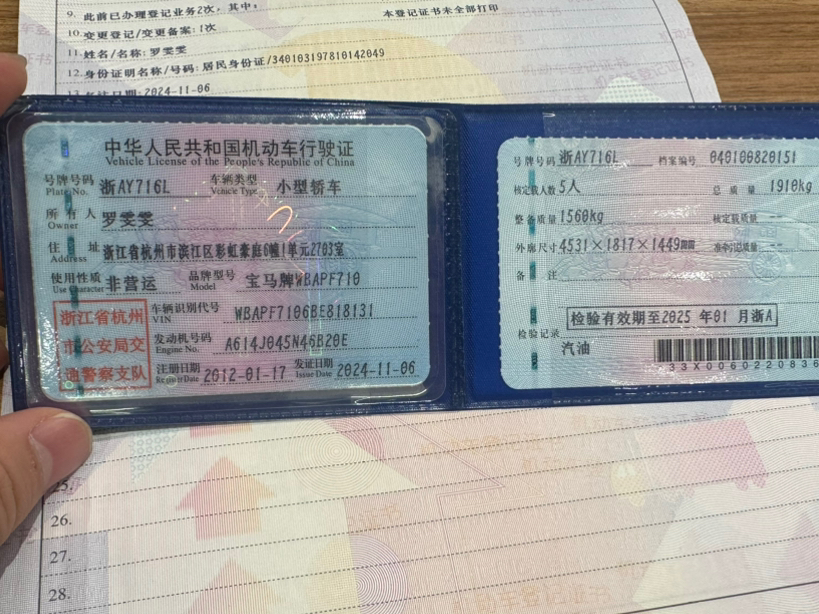 9. 此前已办理登记业务2次，其中：
本登记证书未全部打印
10. 变更登记/变更备案：1次
11. 姓名/名称：罗雯雯
12. 身份证明名称/号码：居民身份证/340103197810142049
2024-11-06
中华人民共和国机动车行驶证
Vehicle License of the People's Republic of China
号牌号码 浙AY716L 车辆类型 小型轿车
Plate No. Vehicle Type
所有人 罗雯雯
Owner
住址 浙江省杭州市滨江区彩虹豪庭6幢1单元2703室
Address
使用性质 非营运 品牌型号 宝马牌WBAPF710
Use Character Model
浙江省杭州市公安局交通警察支队
车辆识别代号 WBAPF7106BE818131
VIN
发动机号码 A614J045N46B20E
Engine No.
注册日期 2012-01-17 发证日期 2024-11-06
Register Date Issue Date
号牌号码 浙AY716L 档案编号 040100820151
核定载人数 5人 总质量 1910kg
整备质量 1560kg 核定载质量 --
外廓尺寸 4531×1817×1449mm 准牵引总质量 --
备注
检验有效期至2025年01月浙A
检验记录
汽油
25.
26.
27.
28.